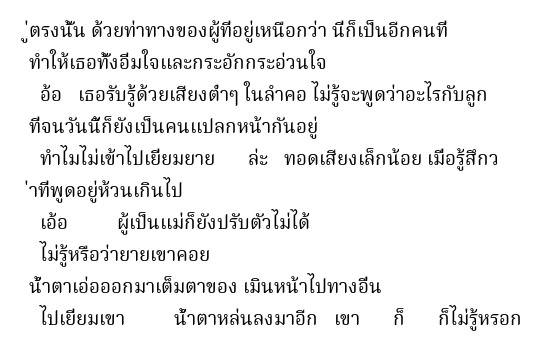 ู่ตรงนั้น ด้วยท่าทางของผู้ที่อยู่เหนือกว่า นี่ก็เป็นอีกคนที่
ทำให้เธอทั้งอิ่มใจและกระอักกระอ่วนใจ
อ้อ เธอรับรู้ด้วยเสียงต่ำๆ ในลำคอ ไม่รู้จะพูดว่าอะไรกับลูก
ที่จนวันนี้ก็ยังเป็นคนแปลกหน้ากันอยู่
ทำไมไม่เข้าไปเยี่ยมยาย ล่ะ ทอดเสียงเล็กน้อย เมื่อรู้สึกว
่าที่พูดอยู่ห้วนเกินไป
เอ้อ ผู้เป็นแม่ก็ยังปรับตัวไม่ได้
ไม่รู้หรือว่ายายเขาคอย
น้ำตาเอ่อออกมาเต็มตาของ เมินหน้าไปทางอื่น
ไปเยี่ยมเขา น้ำตาหล่นลงมาอีก เขา ก็ ก็ไม่รู้หรอก